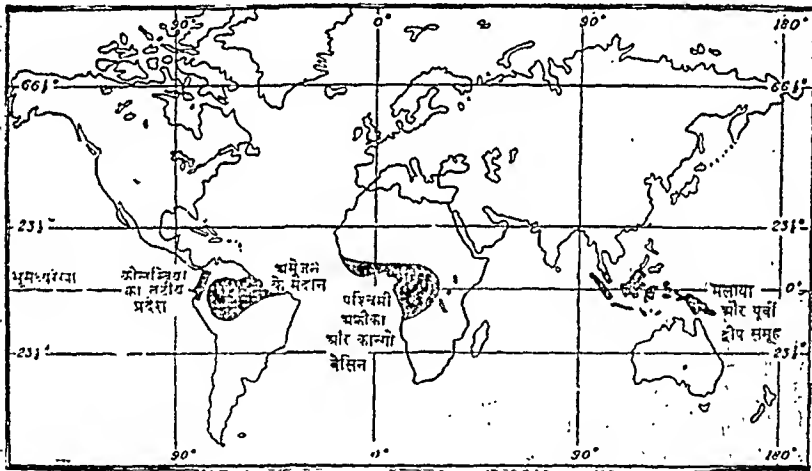 90° 0° 90° 180°
66½° 66½°
23½° 23½°
भूमध्यरेखा
कोलम्बिया
का तटीय
प्रदेश
अमेज़न
के मैदान
पश्चिमी
अफ्रीका
और कान्गो
बेसिन
0°
मलाया
और पूर्वी
द्वीप समूह
23½° 23½°
90° 0° 90° 180°